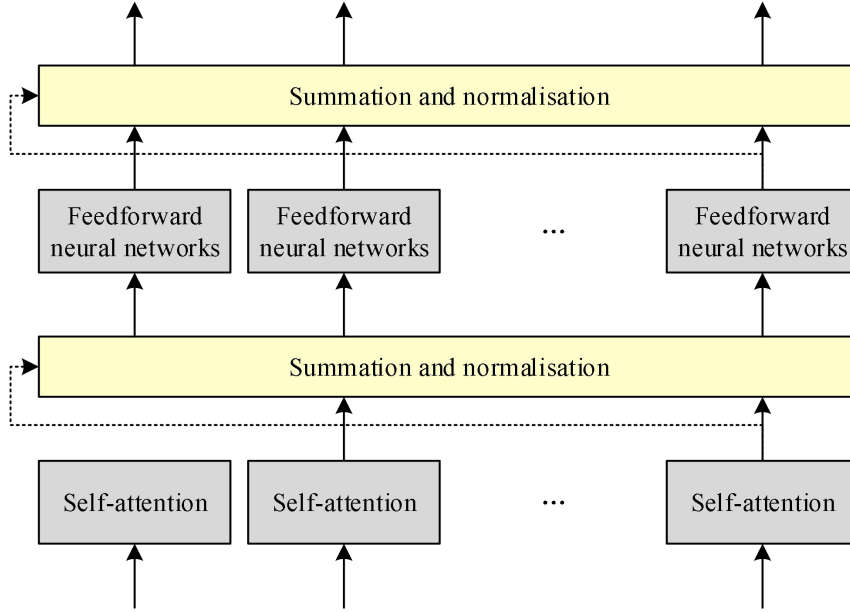 Summation and normalisation
Feedforward
neural networks
Feedforward
neural networks
...
Feedforward
neural networks
Summation and normalisation
Self-attention
Self-attention
...
Self-attention